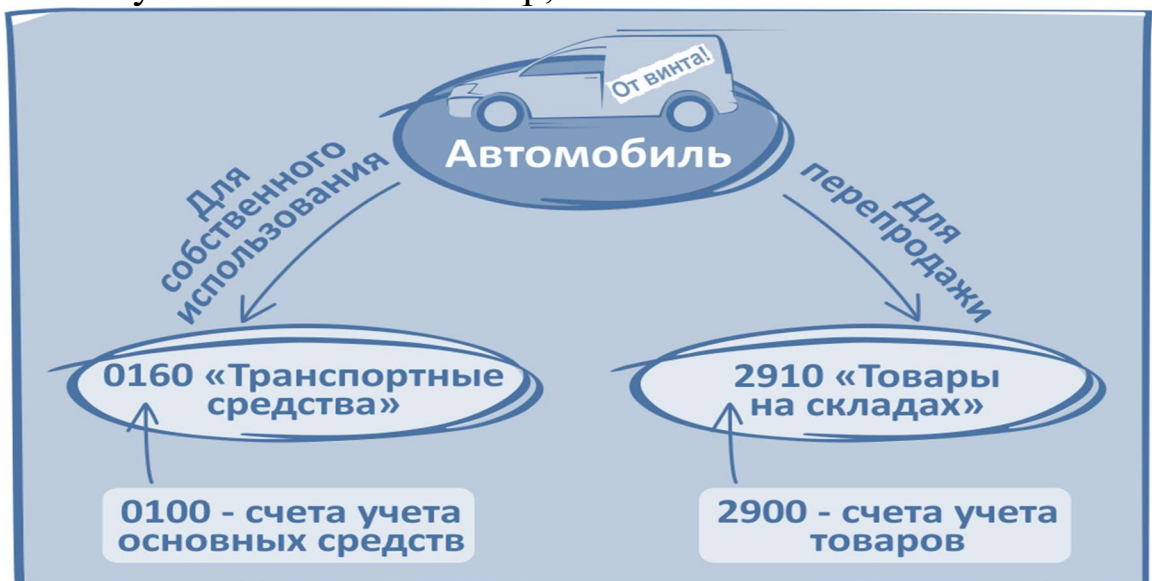 От винта!
Автомобиль
Для
собственного
использования
Для
перепродажи
0160 «Транспортные
средства»
2910 «Товары
на складах»
0100 - счета учета
основных средств
2900 - счета учета
товаров